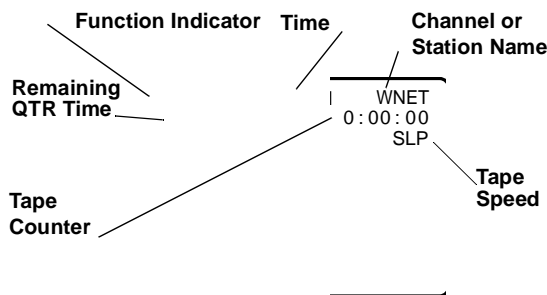 Function Indicator
Time
Channel or
Station Name
Remaining
QTR Time
WNET
0:00:00
SLP
Tape
Counter
Tape
Speed